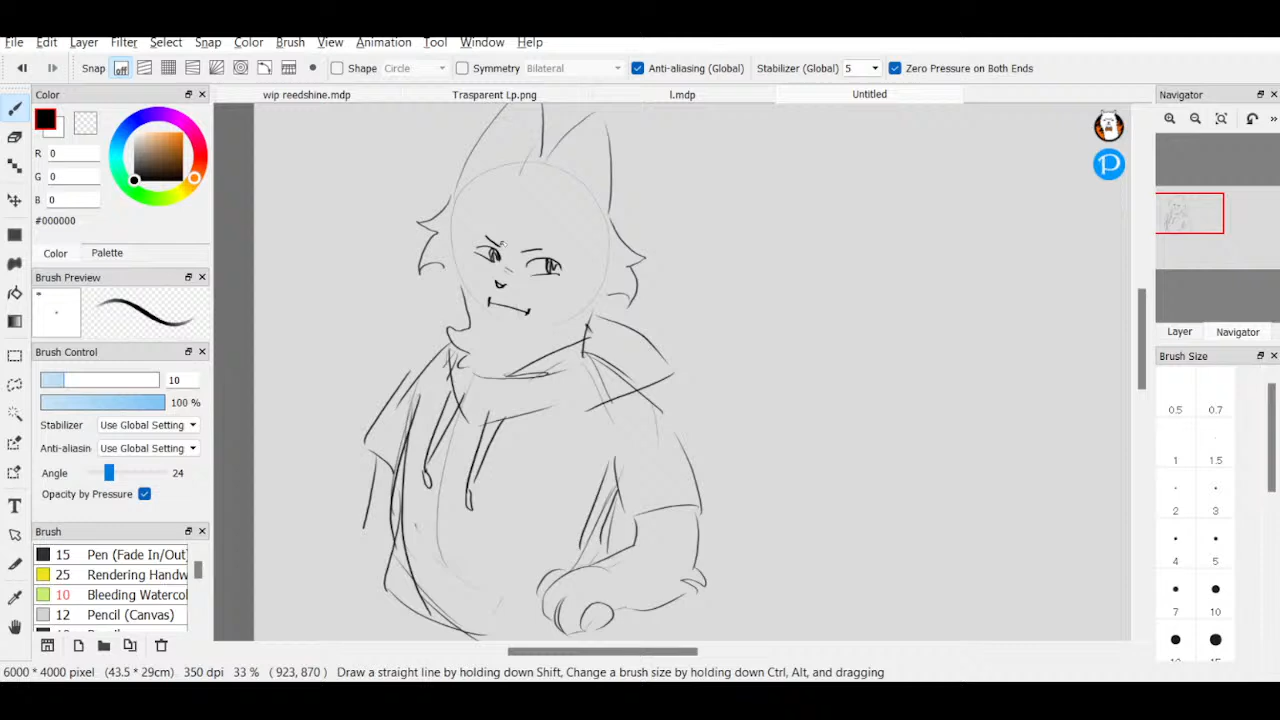 File Edit Layer Filter Select Snap Color Brush View Animation Tool Window Help
Snap off Shape Circle Symmetry Bilateral Anti-aliasing (Global) Stabilizer (Global) 5 Zero Pressure on Both Ends
Color
wip reedshine.mdp Trasparent Lp.png l.mdp Untitled
Navigator
R 0
G 0
B 0
#000000
Color Palette
Brush Preview
Brush Control
10
100 %
Stabilizer Use Global Setting
Anti-aliasin Use Global Setting
Angle 24
Opacity by Pressure
Brush
15 Pen (Fade In/Out)
25 Rendering Handw
10 Bleeding Watercol
12 Pencil (Canvas)
P
»
Layer Navigator
Brush Size
0.5 0.7
1 1.5
2 3
4 5
7 10
T
6000 * 4000 pixel (43.5 * 29cm) 350 dpi 33 % ( 923, 870 ) Draw a straight line by holding down Shift, Change a brush size by holding down Ctrl, Alt, and dragging